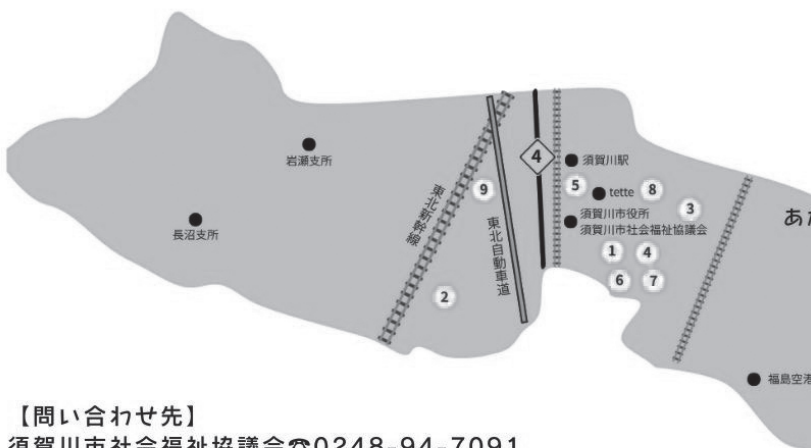 4
須賀川駅
岩瀬支所
9
5
tette
8
3
東北新幹線
須賀川市役所
須賀川市社会福祉協議会
あ
長沼支所
東北自動車道
1
4
2
6
7
福島空港
【問い合わせ先】
須賀川市社会福祉協議会☎0248-94-7091